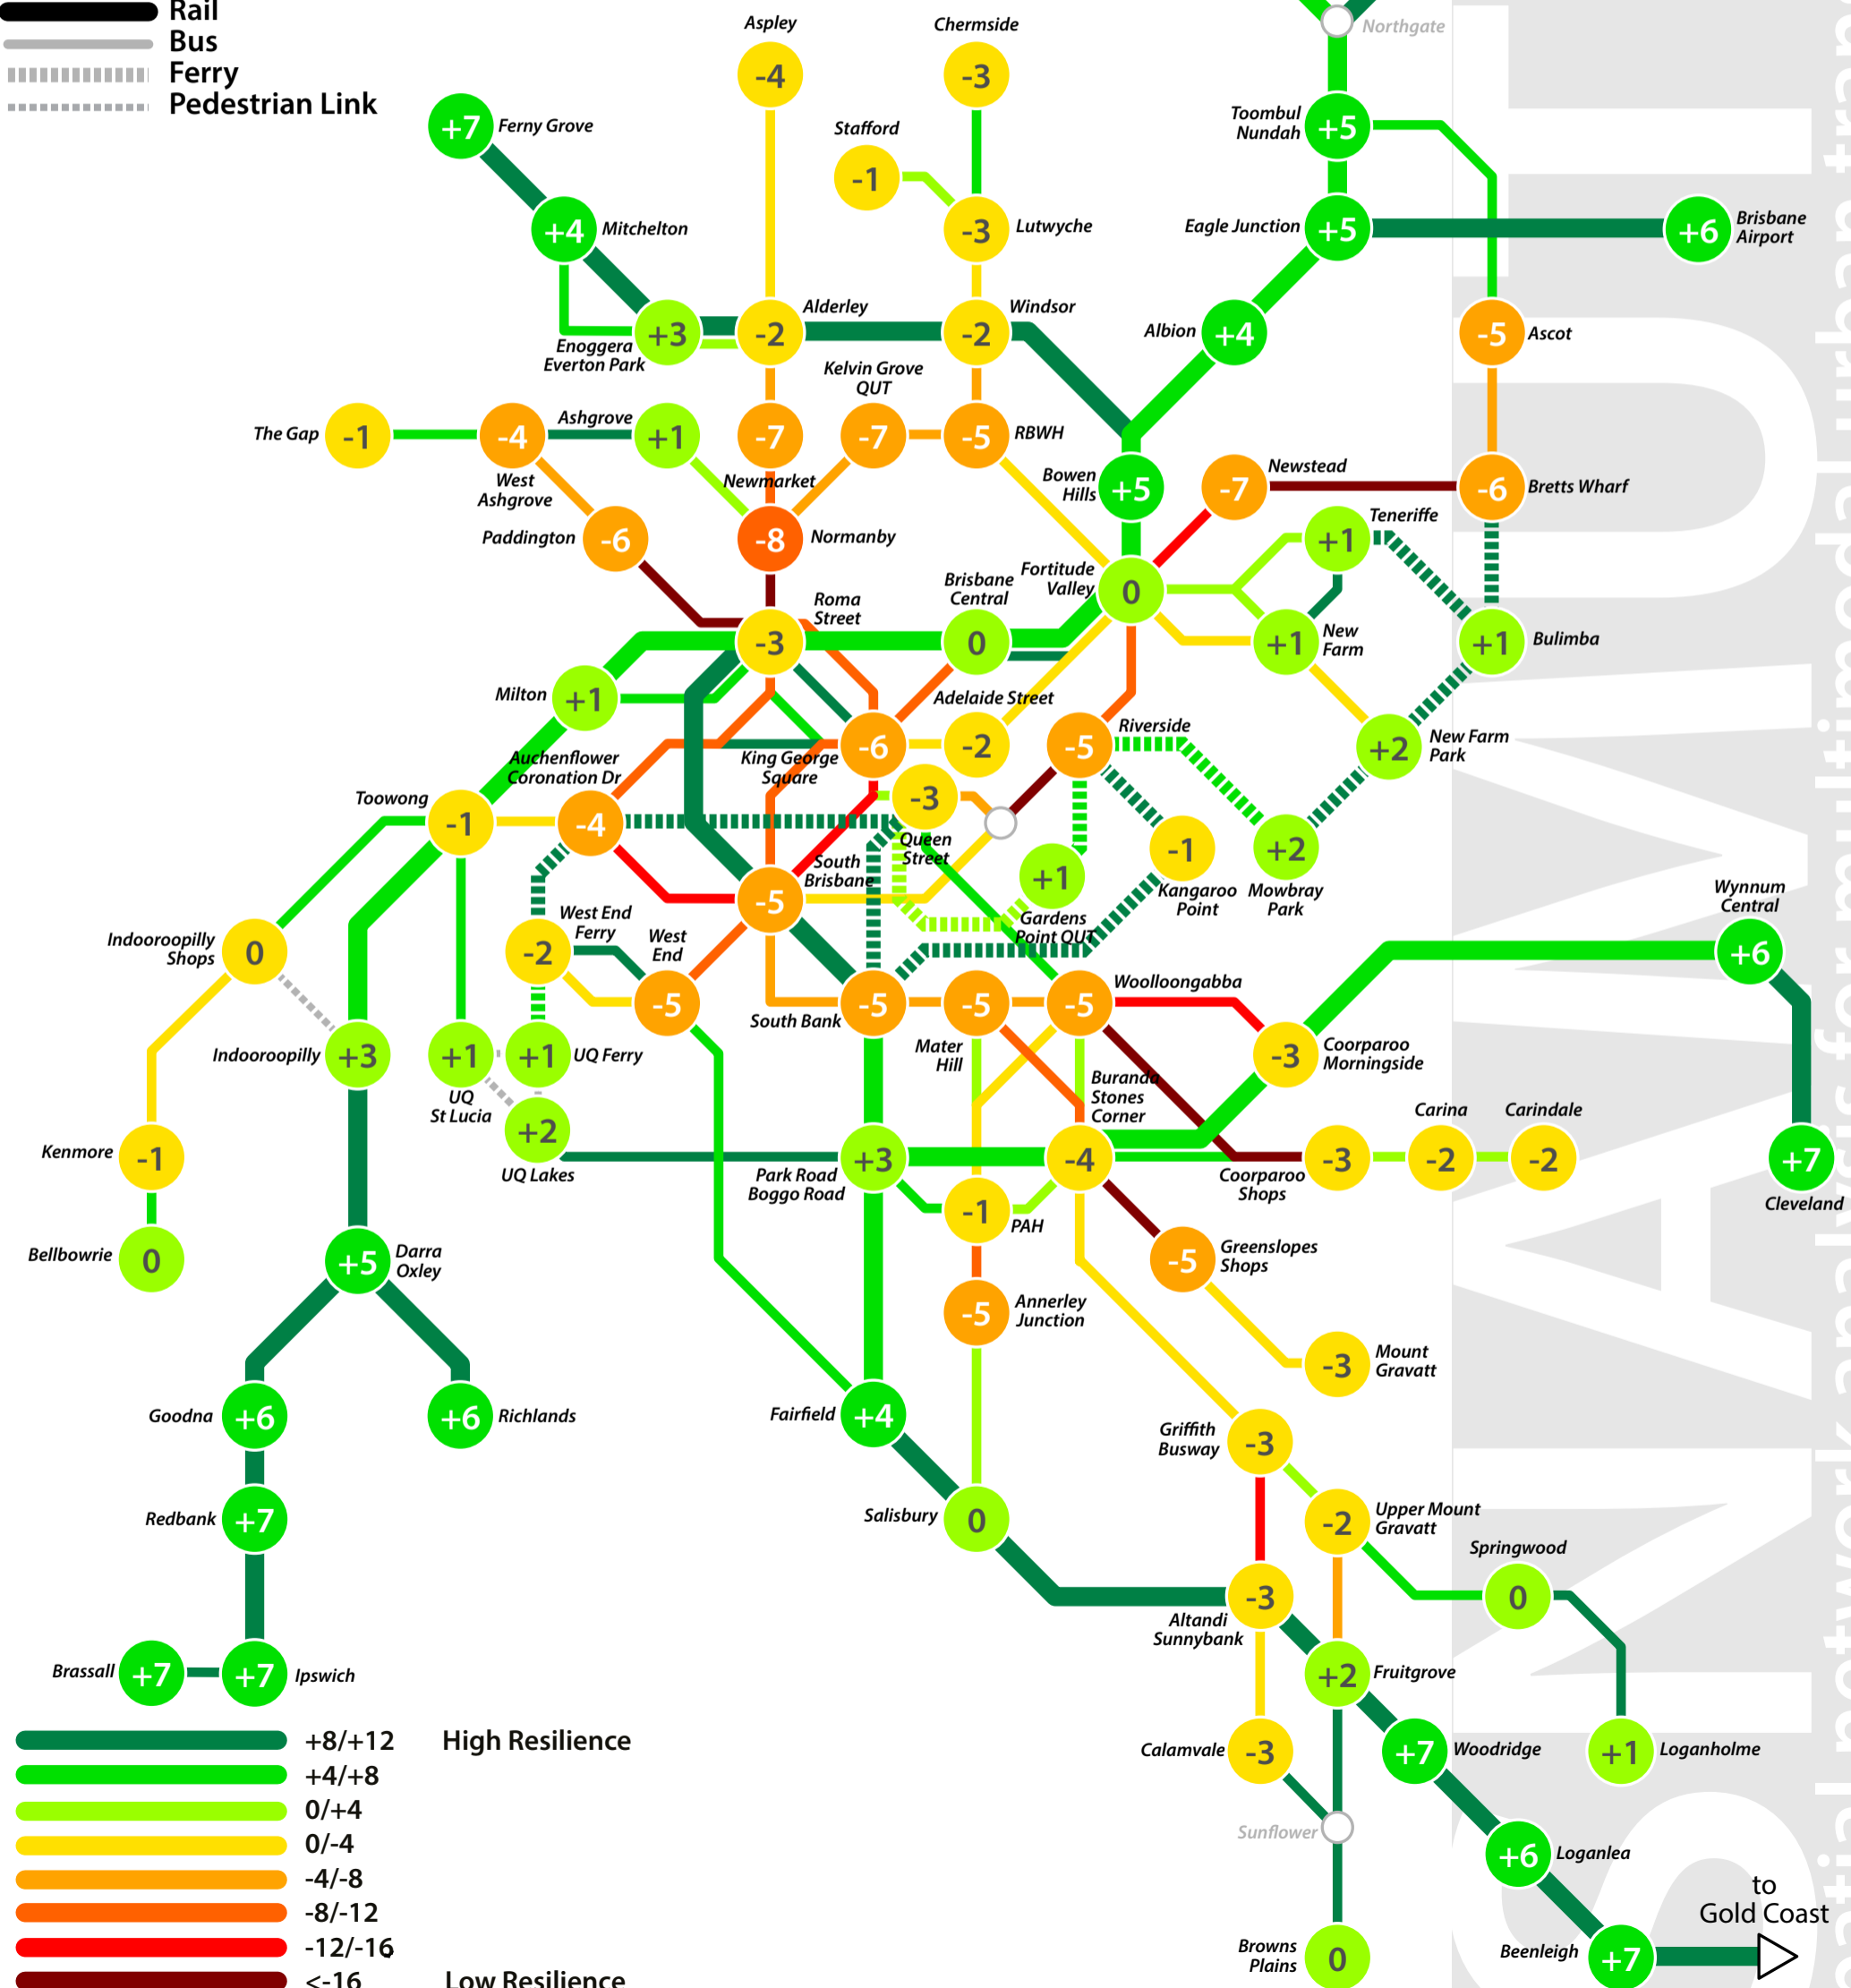 Rail
Bus
Ferry
Pedestrian Link
Aspley
-4
Chermside
-3
Northgate
Stafford
-1
+7 Ferny Grove
Toombul
Nundah
+5
+4 Mitchelton
-3 Lutwyche
Eagle Junction +5
+6 Brisbane
Airport
Enoggera
Everton Park
+3
Alderley
-2
Windsor
-2
Albion +4
-5 Ascot
The Gap -1
-4
West
Ashgrove
Ashgrove +1
-7
Newmarket
Kelvin Grove
QUT
-7
-5 RBWH
Bowen
Hills
+5
-7 Newstead
-6 Bretts Wharf
Paddington -6
-8 Normanby
Teneriffe
+1
Fortitude
Valley
0
Roma
Street
-3
Brisbane
Central
0
+1 New
Farm
+1 Bulimba
Milton +1
King George
Square
-6
Adelaide Street
-2
-5 Riverside
+2 New Farm
Park
Toowong -1
Auchenflower
Coronation Dr
-4
-3
Queen
Street
+1
Gardens
Point QUT
-1
Kangaroo
Point
+2
Mowbray
Park
South
Brisbane
-5
Indooroopilly
Shops
0
West End
Ferry
-2
West
End
-5
South Bank -5
Mater
Hill
-5
-5 Woolloongabba
Wynnum
Central
+6
Indooroopilly +3
+1
UQ
St Lucia
+1 UQ Ferry
+2
UQ Lakes
-3 Coorparoo
Morningside
Kenmore -1
Park Road
Boggo Road
+3
Buranda
Stones
Corner
-4
Coorparoo
Shops
-3
Carina
-2
Carindale
-2
+7
Cleveland
-1 PAH
Bellbowrie 0
+5 Darra
Oxley
-5 Greenslopes
Shops
-5 Annerley
Junction
-3 Mount
Gravatt
Goodna +6
+6 Richlands
Fairfield +4
Griffith
Busway
-3
Redbank +7
Salisbury 0
-2 Upper Mount
Gravatt
Springwood
0
-3
Altandi
Sunnybank
Brassall +7
+7 Ipswich
+2 Fruitgrove
Calamvale -3
+7 Woodridge
+1 Loganholme
Sunflower
+6 Loganlea
Browns
Plains
0
Beenleigh +7
to
Gold Coast
+8/+12 High Resilience
+4/+8
0/+4
0/-4
-4/-8
-8/-12
-12/-16
<-16 Low Resilience